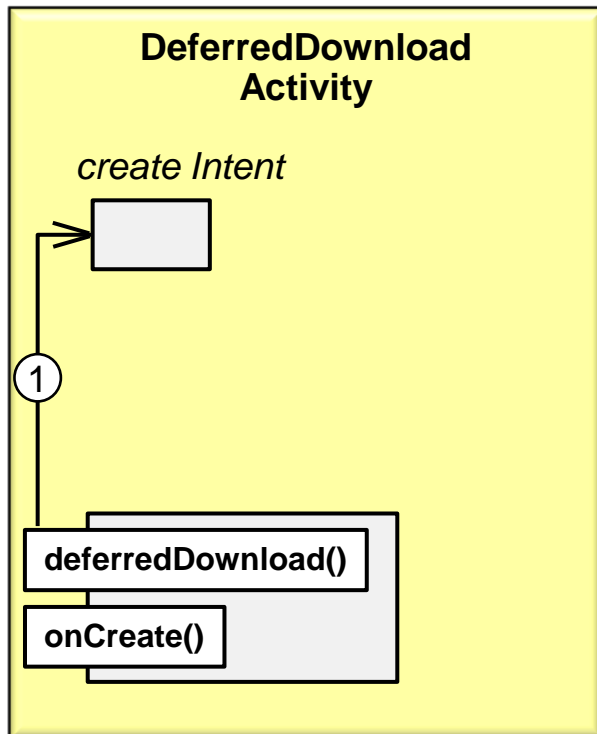 DeferredDownload
Activity
create Intent
1
deferredDownload()
onCreate()